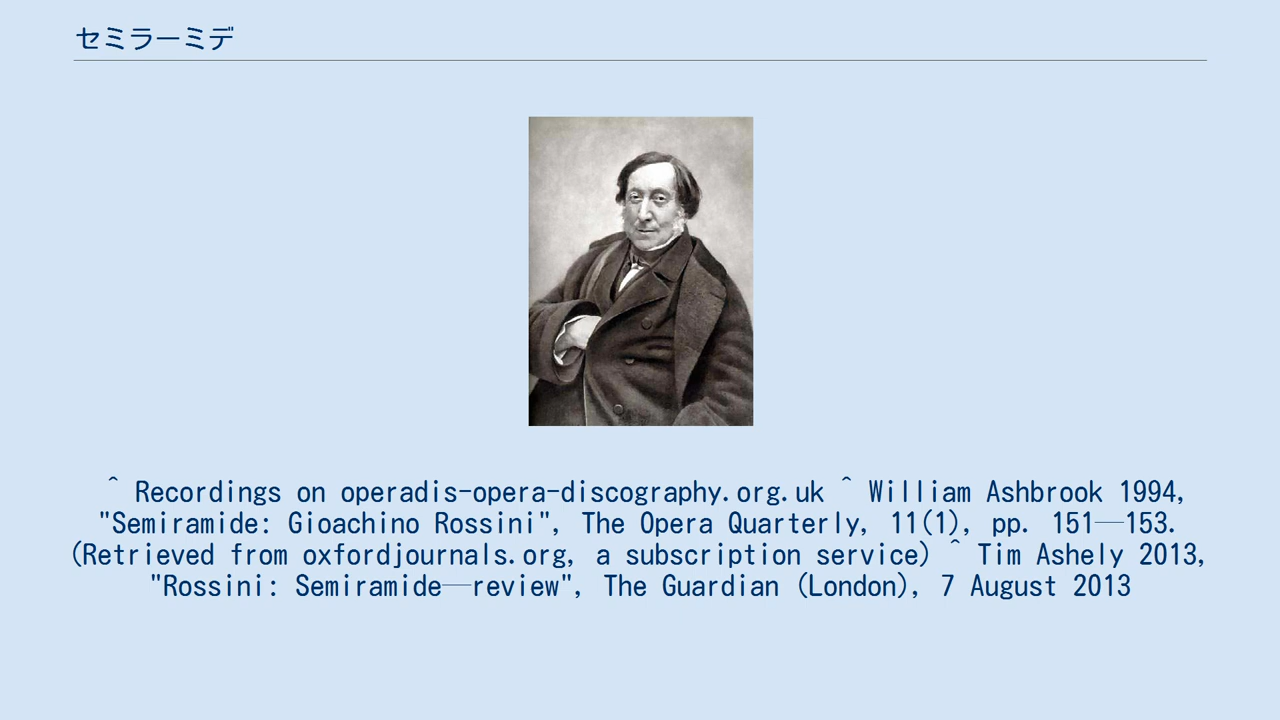 セミラーミデ
^ Recordings on operadis-opera-discography.org.uk ^ William Ashbrook 1994,
"Semiramide: Gioachino Rossini", The Opera Quarterly, 11(1), pp. 151—153.
(Retrieved from oxfordjournals.org, a subscription service) ^ Tim Ashely 2013,
"Rossini: Semiramide—review", The Guardian (London), 7 August 2013